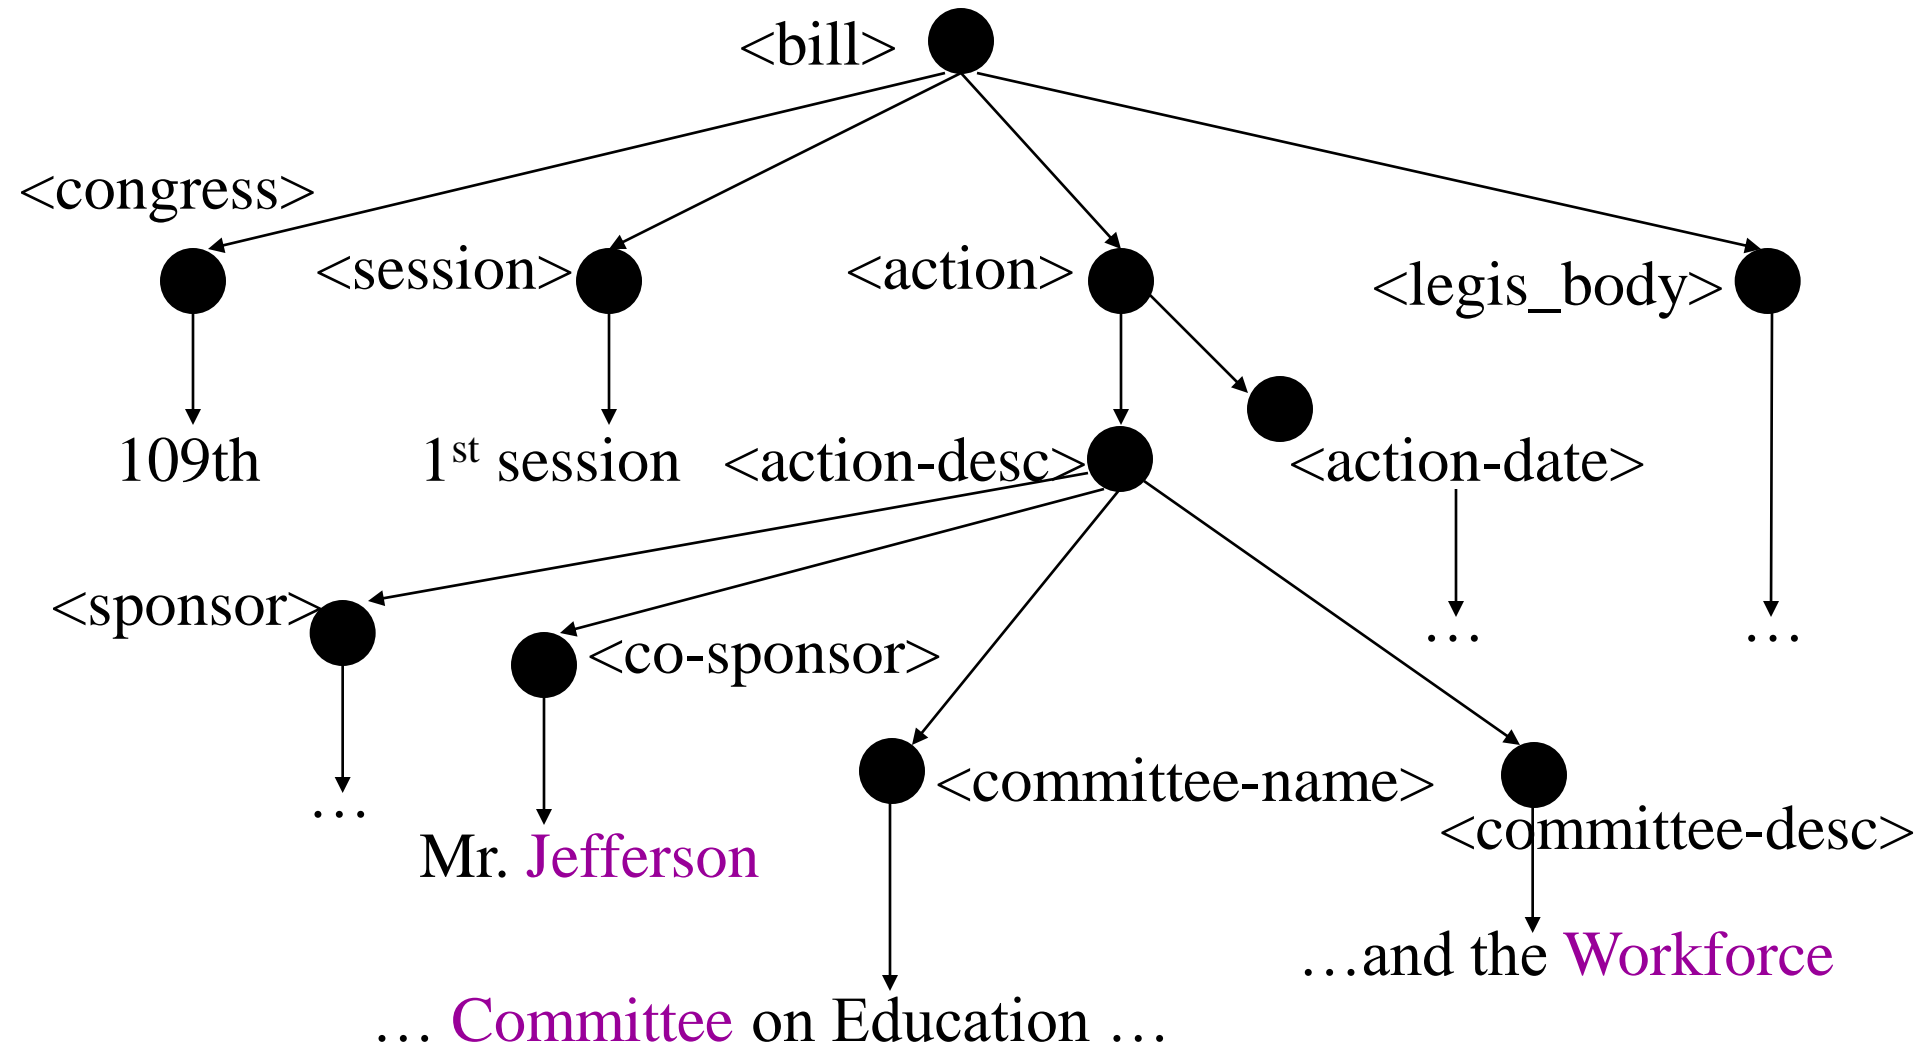 <bill>
<congress>
<session>
<action>
<legis_body>
109th
1st session
<action-desc>
<action-date>
<sponsor>
<co-sponsor>
…
…
…
<committee-name>
<committee-desc>
Mr. Jefferson
…and the Workforce
… Committee on Education …